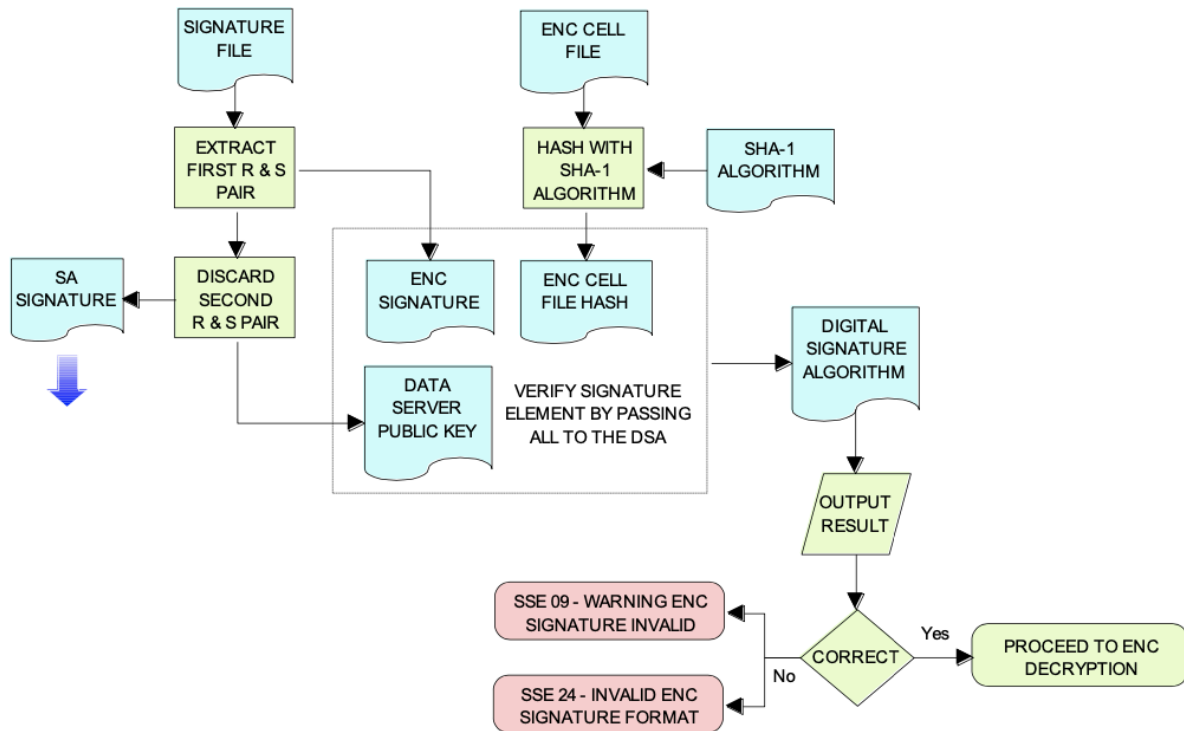 SIGNATURE
FILE
ENC CELL
FILE
EXTRACT
FIRST R & S
PAIR
HASH WITH
SHA-1
ALGORITHM
SHA-1
ALGORITHM
SA
SIGNATURE
DISCARD
SECOND
R & S PAIR
ENC
SIGNATURE
ENC CELL
FILE HASH
DIGITAL
SIGNATURE
ALGORITHM
DATA
SERVER
PUBLIC KEY
VERIFY SIGNATURE
ELEMENT BY PASSING
ALL TO THE DSA
OUTPUT
RESULT
SSE 09 - WARNING ENC
SIGNATURE INVALID
CORRECT
Yes
No
PROCEED TO ENC
DECRYPTION
SSE 24 - INVALID ENC
SIGNATURE FORMAT